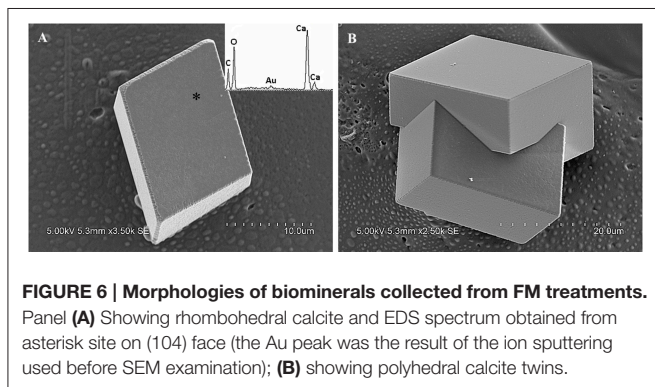 A
C
O
Au
Ca
Ca
*
5.00kV 5.3mm x3.50k SE
10.0um
B
5.00kV 5.3mm x2.50k SE
20.0um
FIGURE 6 | Morphologies of biominerals collected from FM treatments.
Panel (A) Showing rhombohedral calcite and EDS spectrum obtained from
asterisk site on (104) face (the Au peak was the result of the ion sputtering
used before SEM examination); (B) showing polyhedral calcite twins.